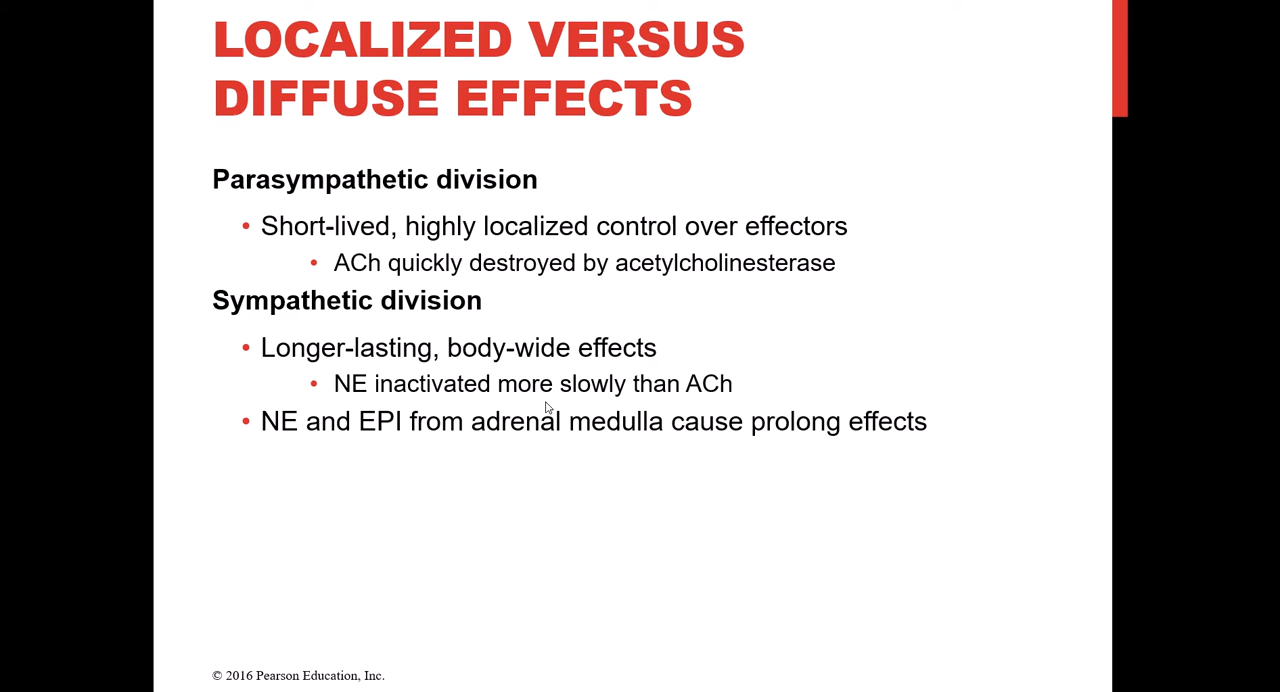 LOCALIZED VERSUS
DIFFUSE EFFECTS
Parasympathetic division
• Short-lived, highly localized control over effectors
• ACh quickly destroyed by acetylcholinesterase
Sympathetic division
• Longer-lasting, body-wide effects
• NE inactivated more slowly than ACh
• NE and EPI from adrenal medulla cause prolong effects
© 2016 Pearson Education, Inc.